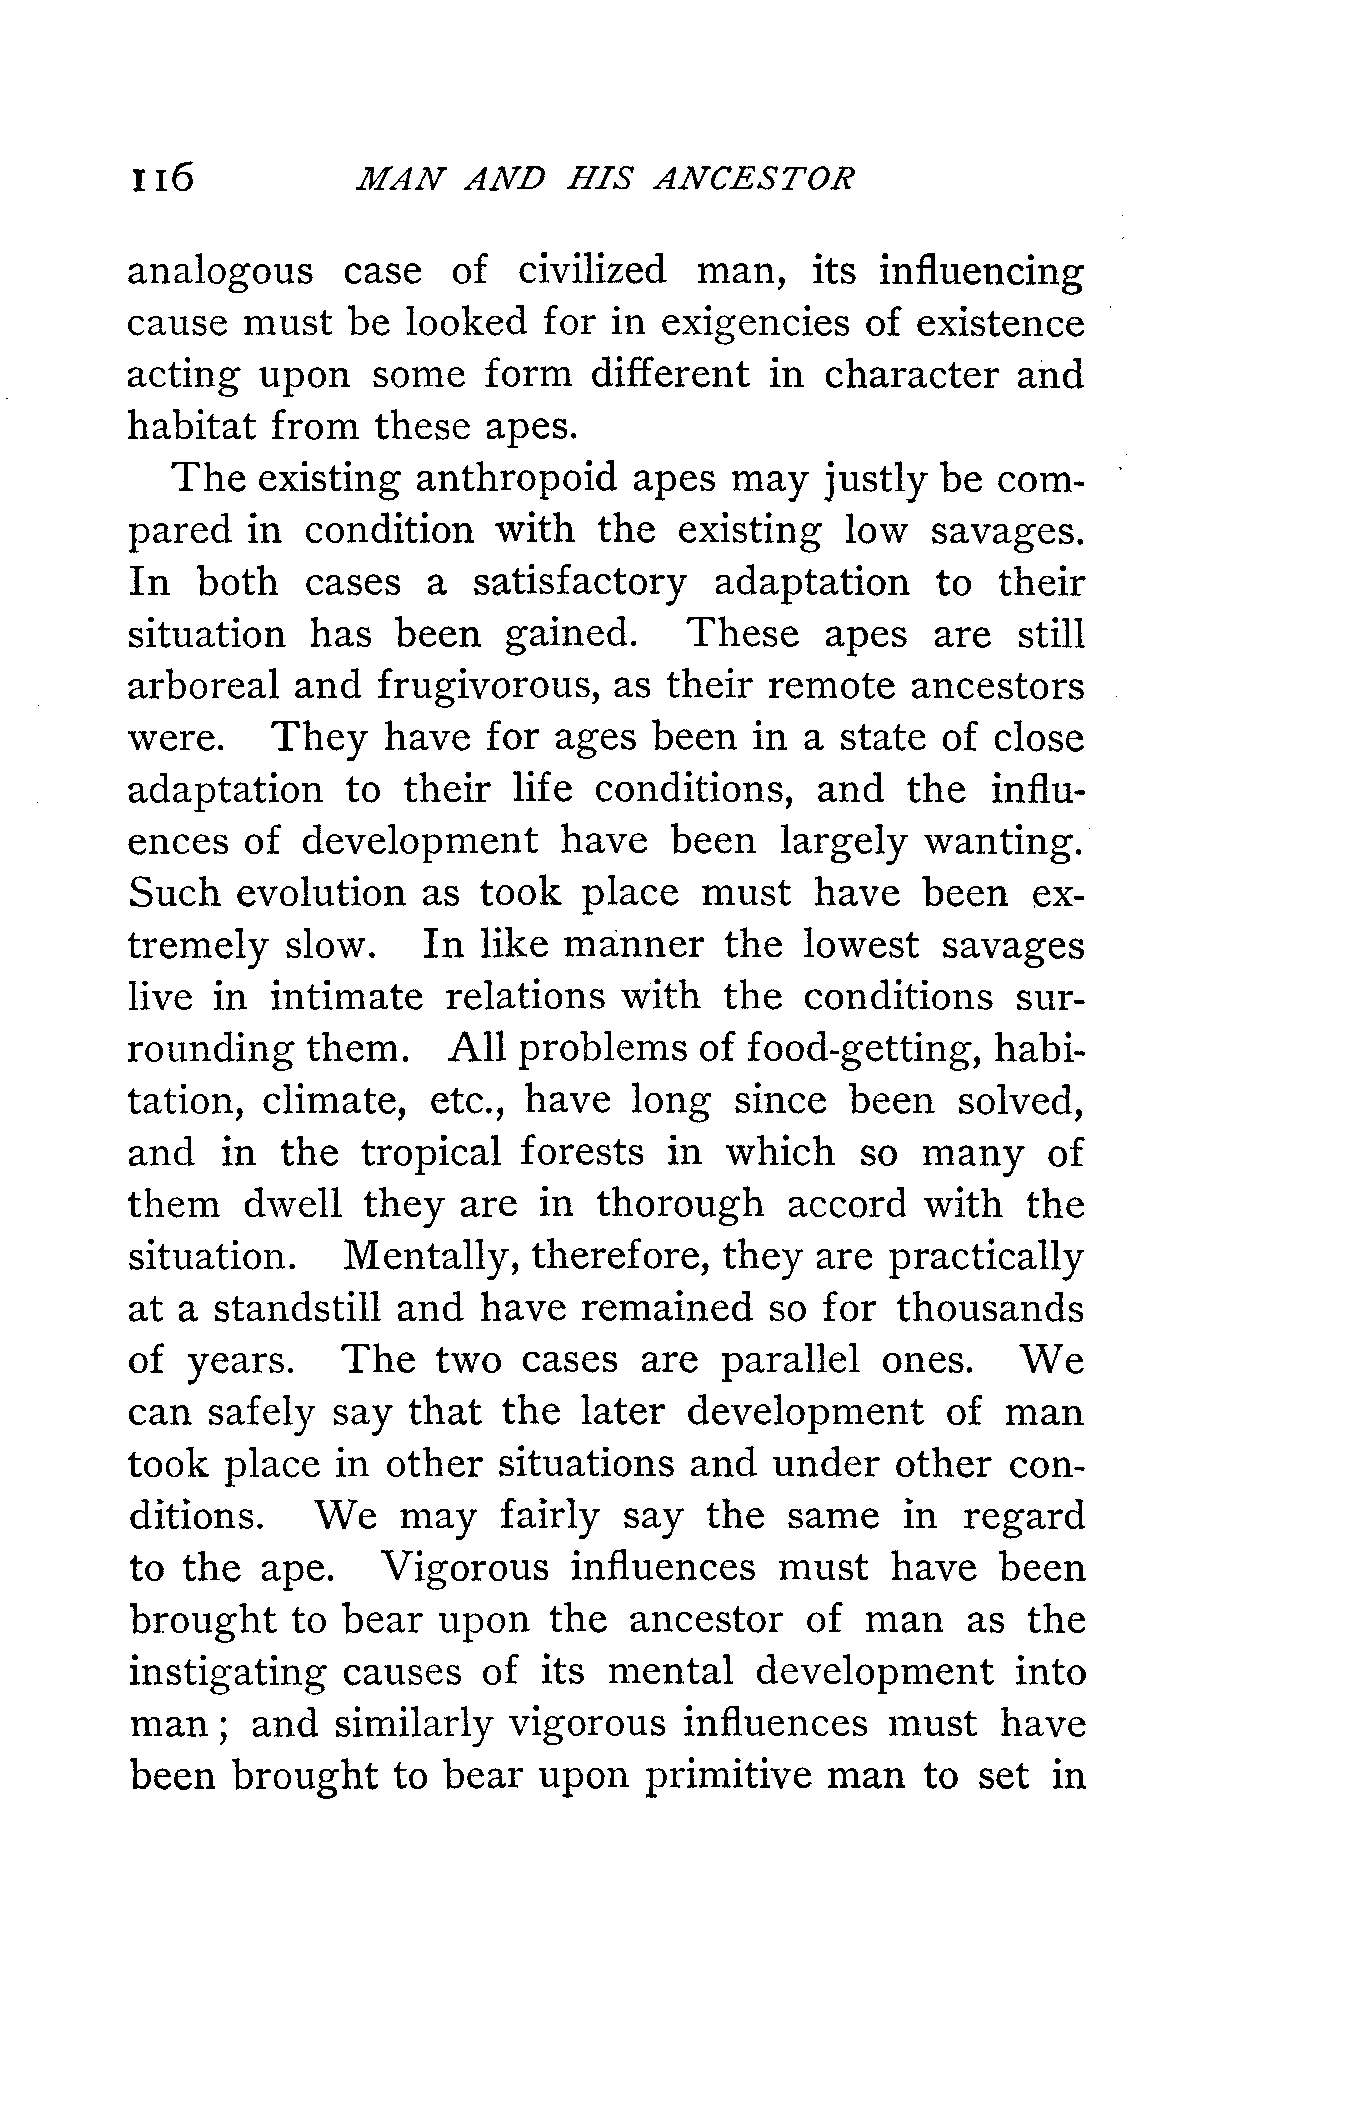 116 MAN AND HIS ANCESTOR
analogous case of civilized man, its influencing
cause must be looked for in exigencies of existence
acting upon some form different in character and
habitat from these apes.
The existing anthropoid apes may justly be com-
pared in condition with the existing low savages.
In both cases a satisfactory adaptation to their
situation has been gained. These apes are still
arboreal and frugivorous, as their remote ancestors
were. They have for ages been in a state of close
adaptation to their life conditions, and the influ-
ences of development have been largely wanting.
Such evolution as took place must have been ex-
tremely slow. In like manner the lowest savages
live in intimate relations with the conditions sur-
rounding them. All problems of food-getting, habi-
tation, climate, etc., have long since been solved,
and in the tropical forests in which so many of
them dwell they are in thorough accord with the
situation. Mentally, therefore, they are practically
at a standstill and have remained so for thousands
of years. The two cases are parallel ones. We
can safely say that the later development of man
took place in other situations and under other con-
ditions. We may fairly say the same in regard
to the ape. Vigorous influences must have been
brought to bear upon the ancestor of man as the
instigating causes of its mental development into
man ; and similarly vigorous influences must have
been brought to bear upon primitive man to set in